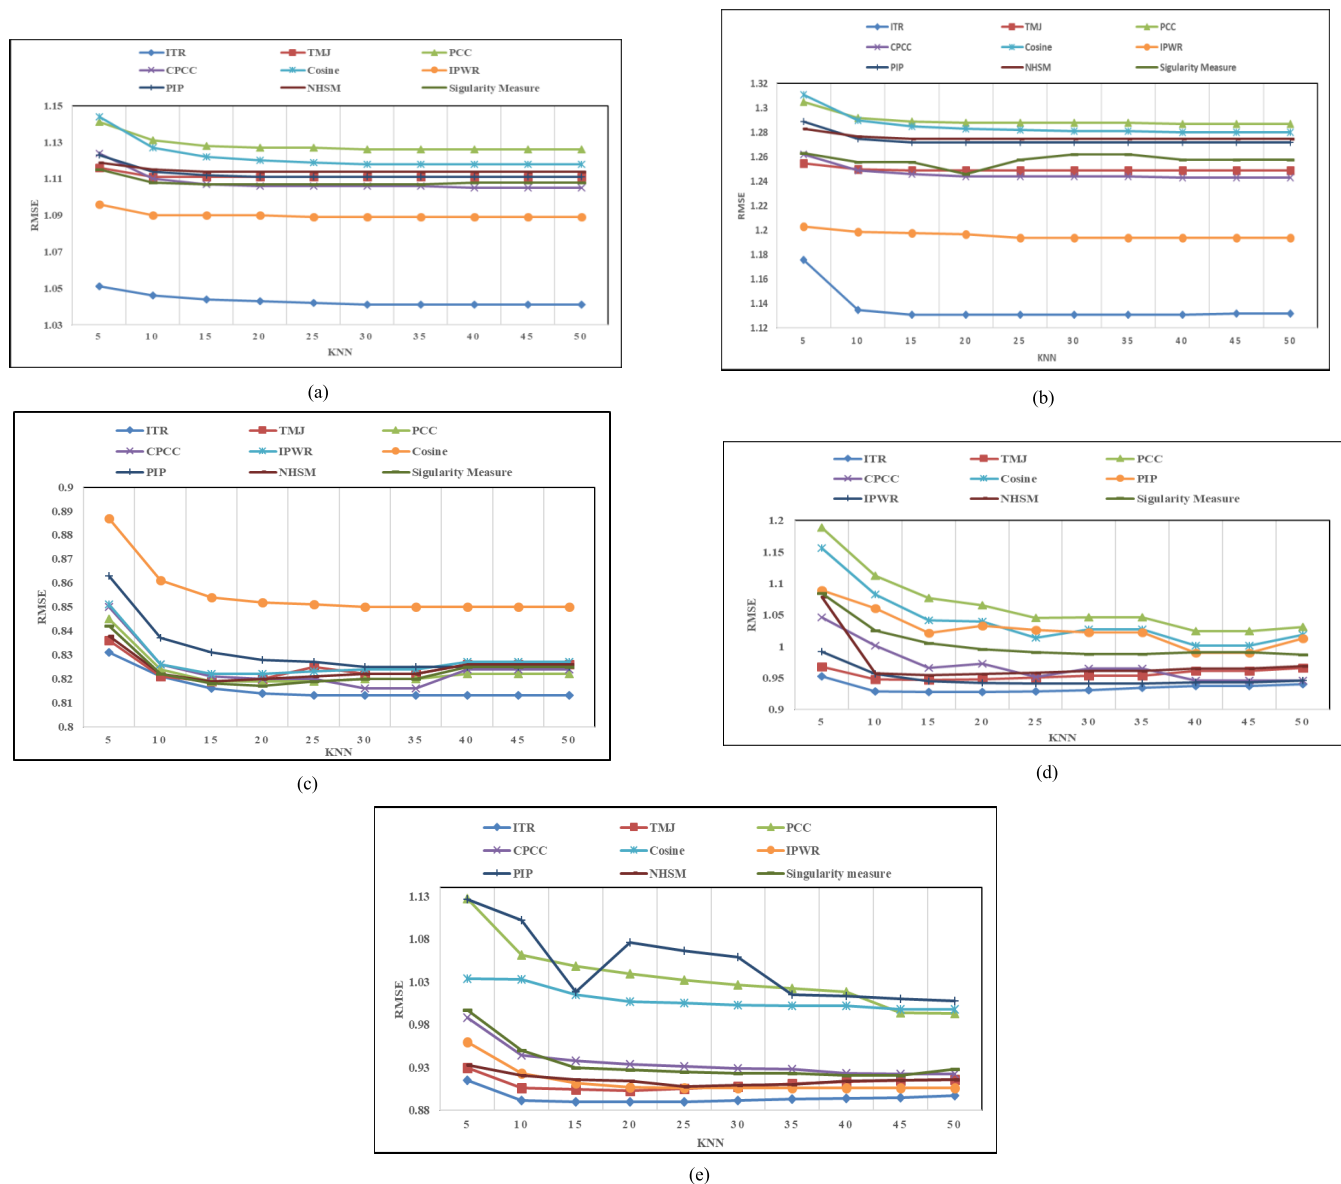 ITR TMJ PCC
CPCC Cosine IPWR
PIP NHSM Sigularity Measure
1.15
1.13
1.11
1.09
1.07
1.05
1.03
RMSE
5 10 15 20 25 30 35 40 45 50
KNN
(a)
ITR TMJ PCC
CPCC Cosine IPWR
PIP NHSM Sigularity Measure
1.32
1.3
1.28
1.26
1.24
1.22
1.2
1.18
1.16
1.14
1.12
RMSE
5 10 15 20 25 30 35 40 45 50
KNN
(b)
ITR TMJ PCC
CPCC IPWR Cosine
PIP NHSM Sigularity Measure
0.9
0.89
0.88
0.87
0.86
0.85
0.84
0.83
0.82
0.81
0.8
RMSE
5 10 15 20 25 30 35 40 45 50
KNN
(c)
ITR TMJ PCC
CPCC Cosine PIP
IPWR NHSM Sigularity Measure
1.2
1.15
1.1
1.05
1
0.95
0.9
RMSE
5 10 15 20 25 30 35 40 45 50
KNN
(d)
ITR TMJ PCC
CPCC Cosine IPWR
PIP NHSM Singularity measure
1.13
1.08
1.03
0.98
0.93
0.88
RMSE
5 10 15 20 25 30 35 40 45 50
KNN
(e)